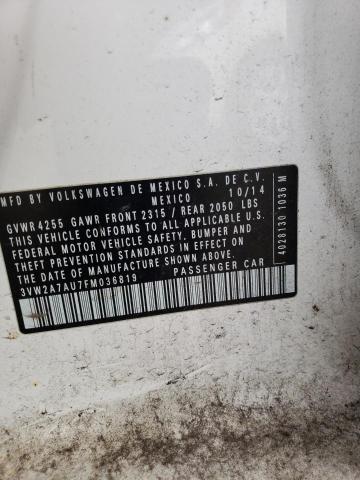 MFD BY VOLKSWAGEN DE MEXICO S.A. DE C.V.
MEXICO 10/14
GVWR 4255 GAWR FRONT 2315 / REAR 2050 LBS
THIS VEHICLE CONFORMS TO ALL APPLICABLE
FEDERAL MOTOR VEHICLE SAFETY, BUMPER AND
THEFT PREVENTION STANDARDS IN EFFECT ON
THE DATE OF MANUFACTURE SHOWN ABOVE.
3VW2A7AU7FM036819 PASSENGER CAR
4028130 1036 M